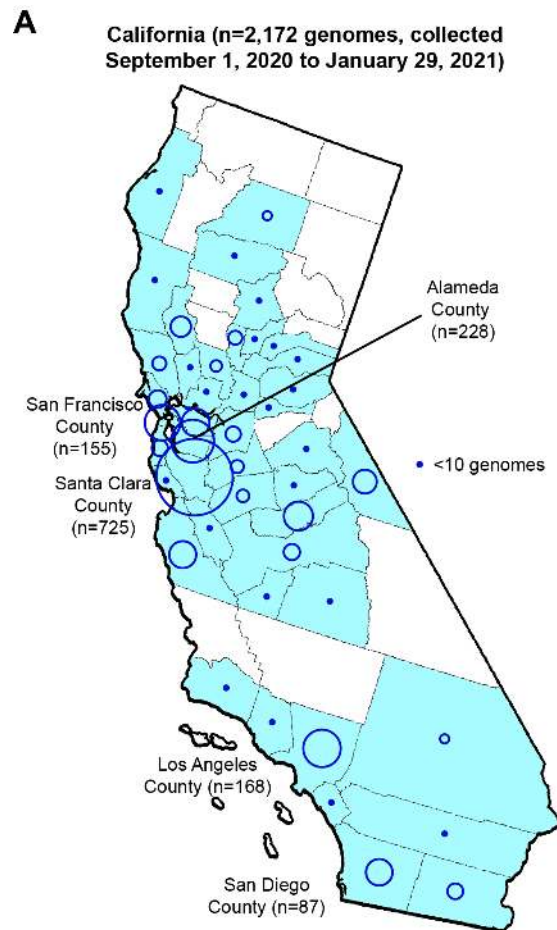 A
California (n=2,172 genomes, collected
September 1, 2020 to January 29, 2021)
Alameda
County
(n=228)
San Francisco
County
(n=155)
<10 genomes
Santa Clara
County
(n=725)
Los Angeles
County (n=168)
San Diego
County (n=87)